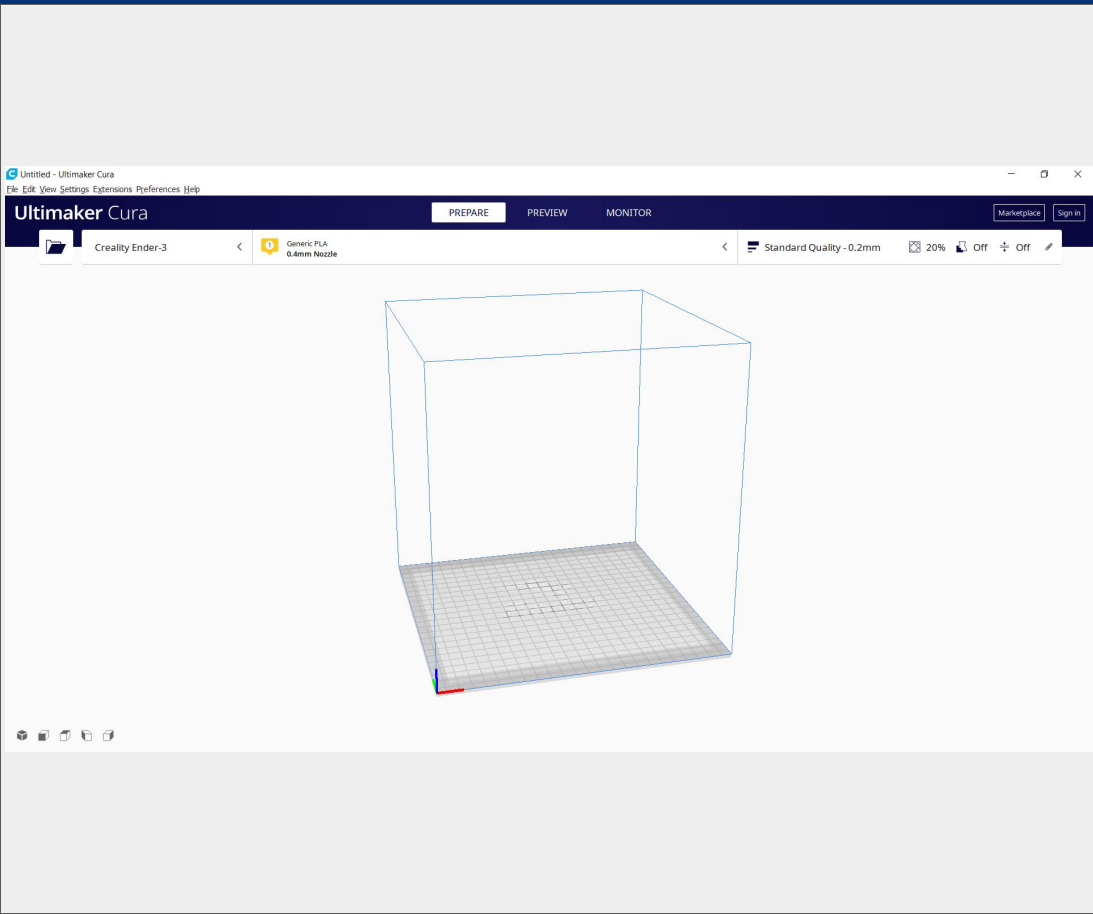 Untitled - Ultimaker Cura
File Edit View Settings Extensions Preferences Help
Ultimaker Cura PREPARE PREVIEW MONITOR Marketplace Sign in
Creality Ender-3 1 Generic PLA Standard Quality - 0.2mm 20% Off Off
0.4mm Nozzle